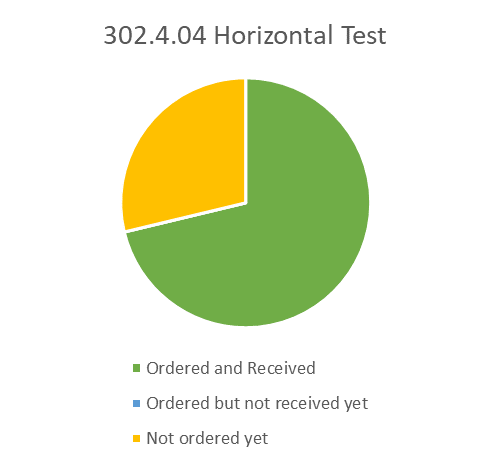 302.4.04 Horizontal Test
Ordered and Received
Ordered but not received yet
Not ordered yet